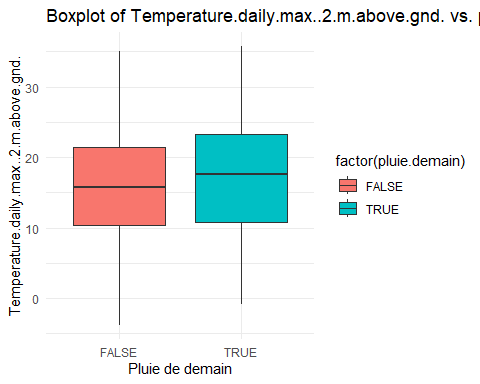 Boxplot of Temperature.daily.max..2.m.above.gnd. vs.
Temperature.daily.max..2.m.above.gnd.
30
20
10
0
FALSE TRUE
Pluie de demain
factor(pluie.demain)
FALSE
TRUE